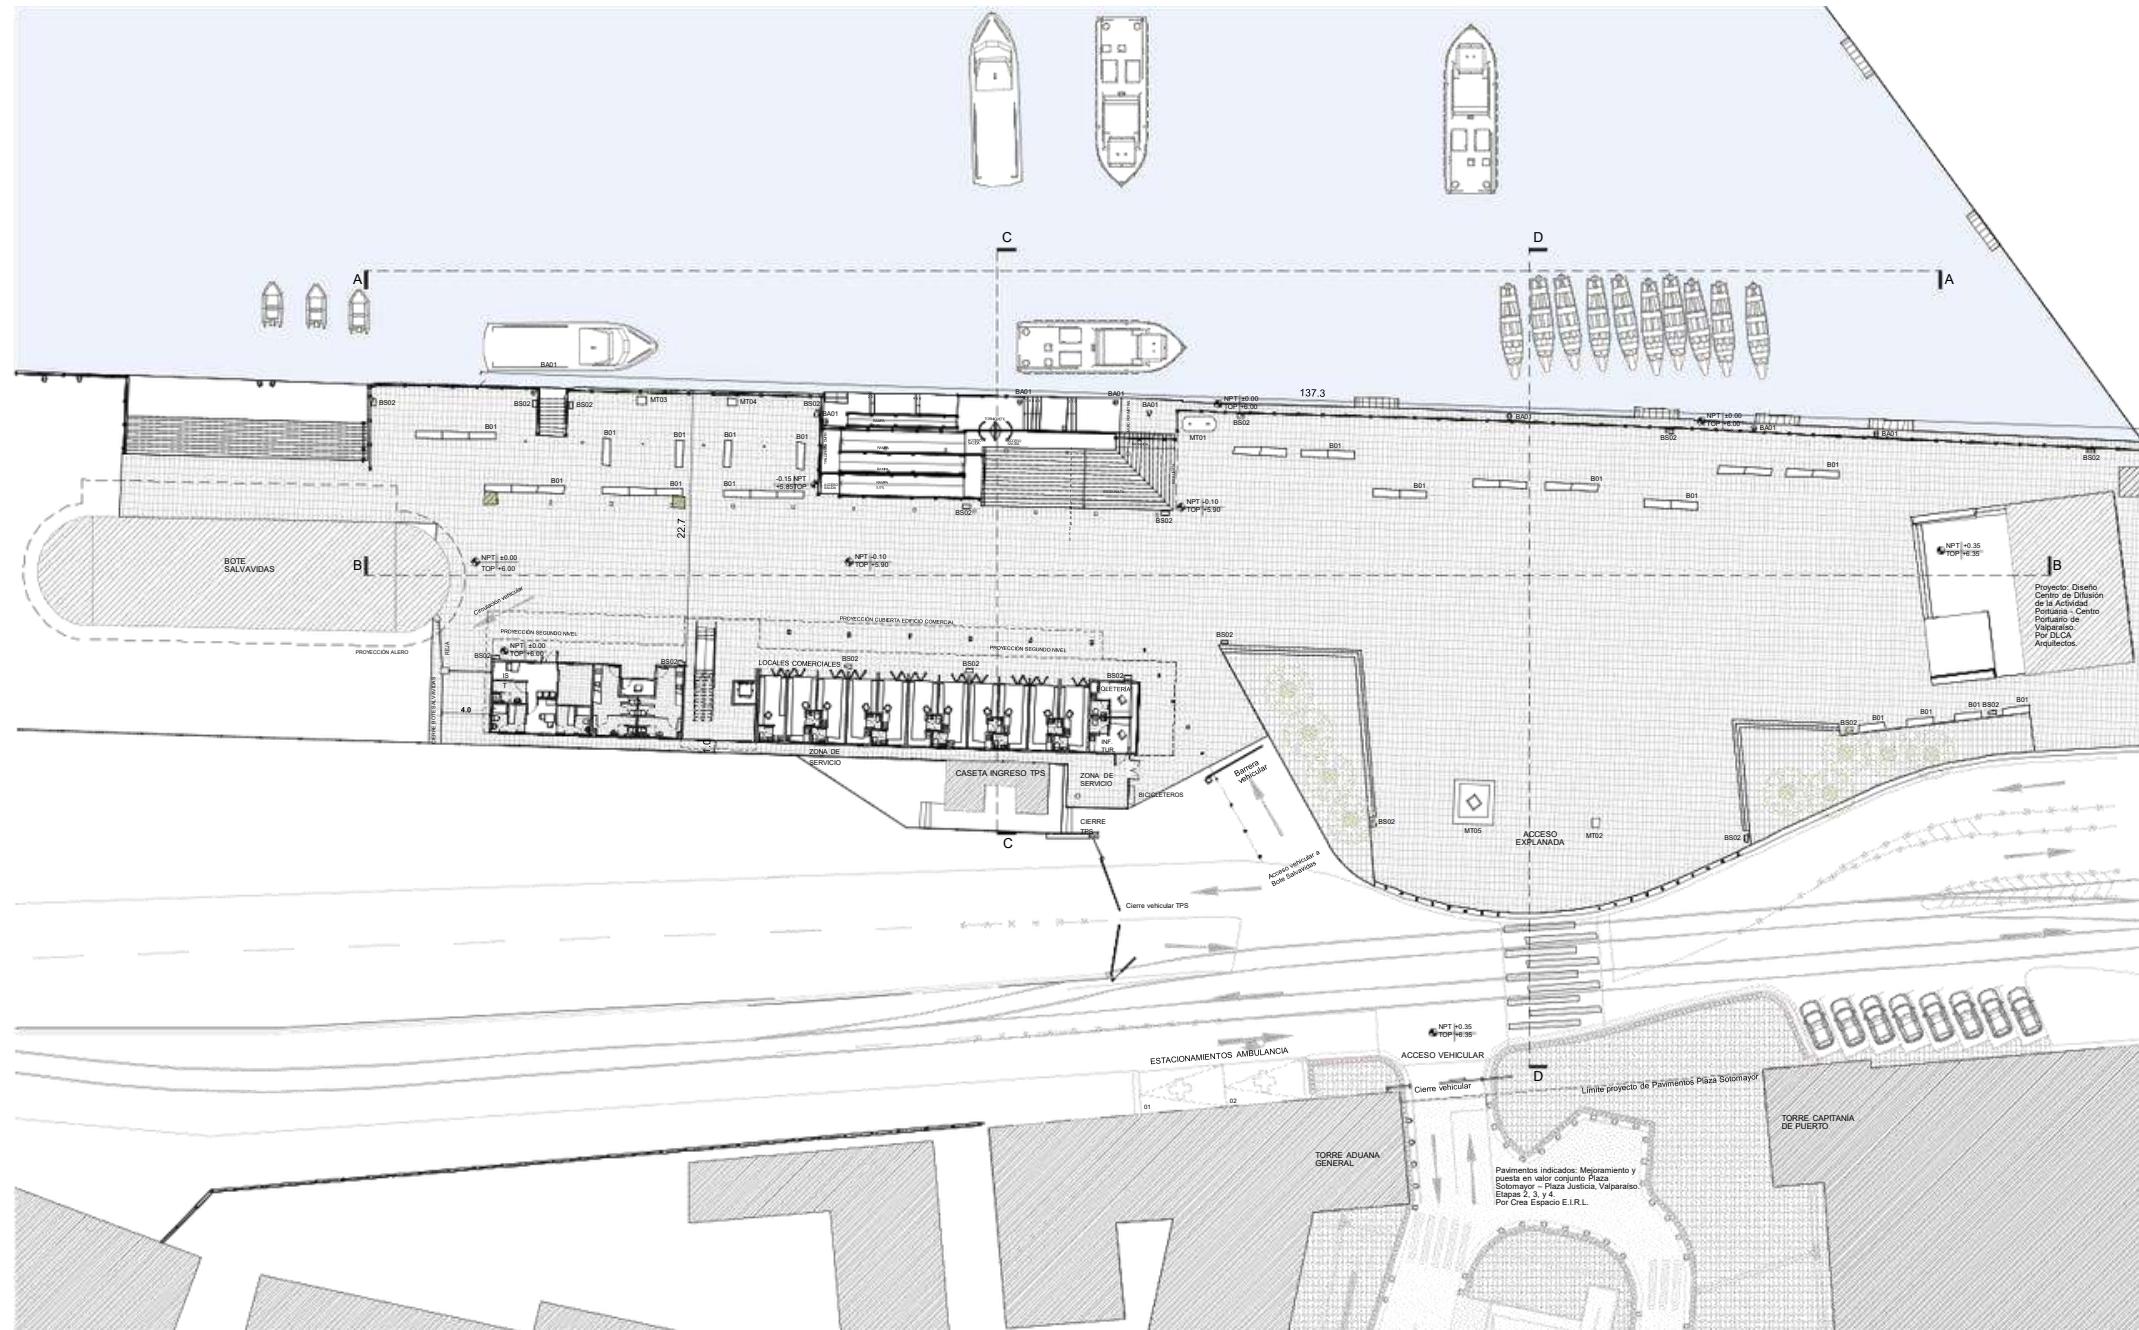 C
D
A
A
BA01
BA01
BA01
BA01
137.3
NPT ±0.00
TOP +6.00
BS02
BS02
BS02
MT03
MT04
BS02
BA01
BS02
MT01
BA01
NPT ±0.00
TOP +6.00
BA01
BA01
BS02
BS02
B01
B01
B01
B01
B01
B01
B01
B01
B01
B01
B01
B01
B01
B01
-0.15 NPT
+5.85 TOP
BS02
BS02
NPT -0.10
TOP +5.90
22.7
BOTE
SALVAVIDAS
B
NPT ±0.00
TOP +6.00
NPT -0.10
TOP +5.90
NPT +0.35
TOP +6.35
B
Proyecto: Diseño
Centro de Difusión
de la Actividad
Portuaria - Centro
Portuario de
Valparaíso.
Por DLCA
Arquitectos.
Circulación vehicular
PROYECCIÓN CUBIERTA EDIFICIO COMERCIAL
PROYECCIÓN SEGUNDO NIVEL
PROYECCIÓN SEGUNDO NIVEL
PROYECCIÓN ALERO
REJA
NPT ±0.00
TOP +6.00
BS02
BS02
LOCALES COMERCIALES
BS02
BS02
BS02
BS02
CIERRE BOTE SALVAVIDAS
4.0
INF.
TUR.
ZONA DE
SERVICIO
CASETA INGRESO TPS
ZONA DE
SERVICIO
BICICLETEROS
CIERRE
TPS
C
Barrera
vehicular
Acceso vehicular a
Bote Salvavidas
Cierre vehicular TPS
BS02
MT05
MT02
ACCESO
EXPLANADA
BS02
BS02
B01
B01
B01
BS02
B01
NPT +0.35
TOP +6.35
ESTACIONAMIENTOS AMBULANCIA
01
02
ACCESO VEHICULAR
Cierre vehicular
D
Límite proyecto de Pavimentos Plaza Sotomayor
TORRE CAPITANÍA
DE PUERTO
TORRE ADUANA
GENERAL
Pavimentos indicados: Mejoramiento y
puesta en valor conjunto Plaza
Sotomayor – Plaza Justicia, Valparaíso.
Etapas 2, 3, y 4.
Por Crea Espacio E.I.R.L.